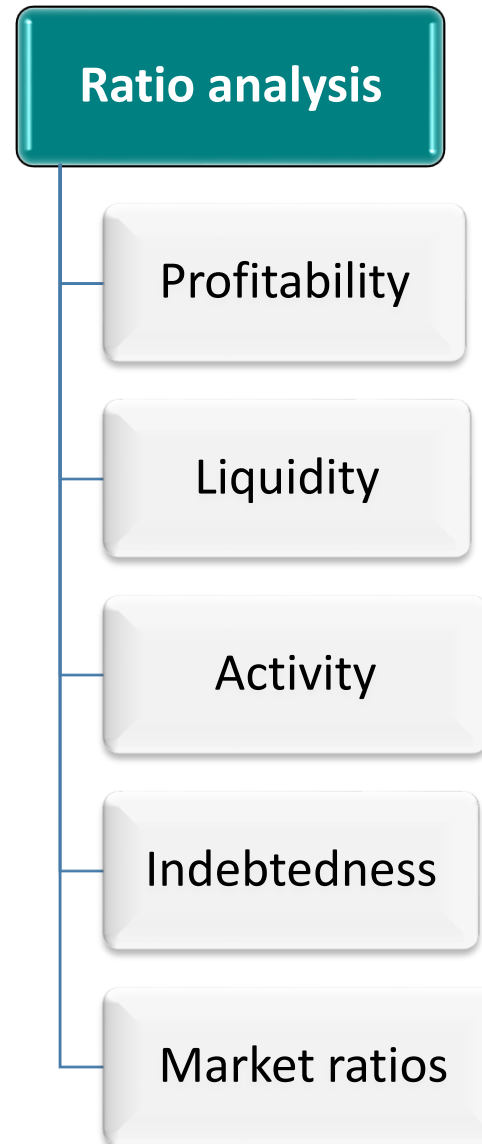 Ratio analysis
Profitability
Liquidity
Activity
Indebtedness
Market ratios